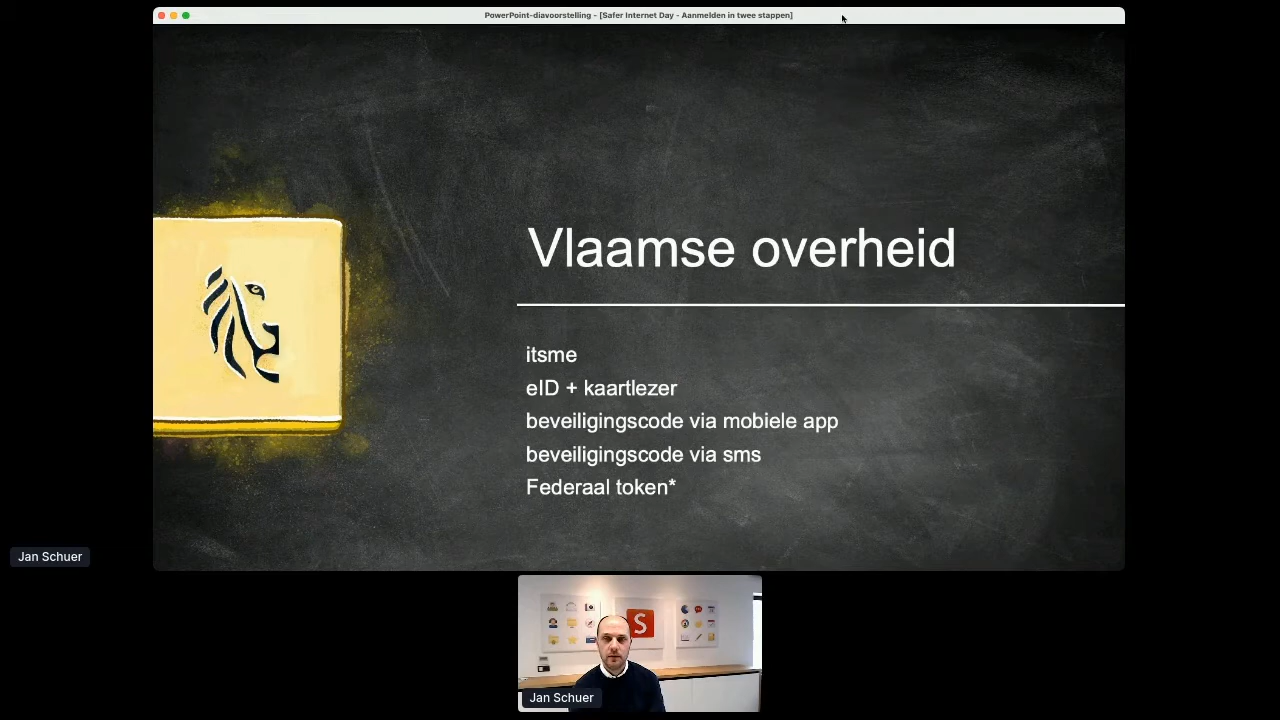 PowerPoint-diavoorstelling - [Safer Internet Day - Aanmelden in twee stappen]
Vlaamse overheid
itsme
eID + kaartlezer
beveiligingscode via mobiele app
beveiligingscode via sms
Federaal token*
Jan Schuer
S
Jan Schuer